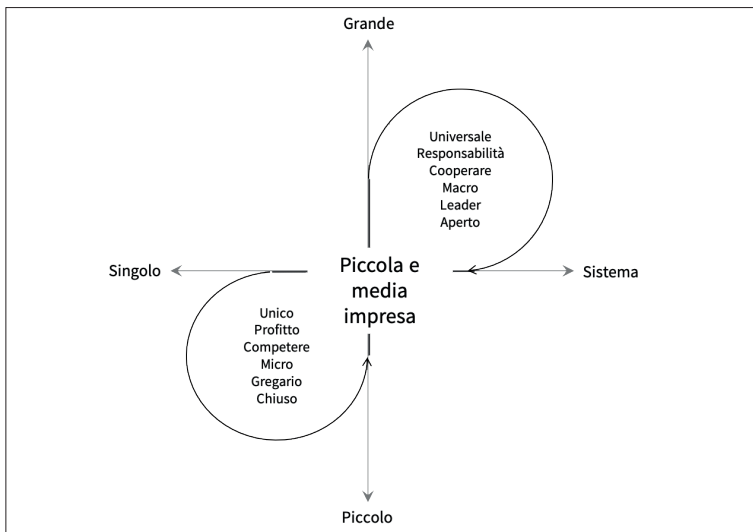 Grande
Universale
Responsabilità
Cooperare
Macro
Leader
Aperto
Singolo
Piccola e
media
impresa
Sistema
Unico
Profitto
Competere
Micro
Gregario
Chiuso
Piccolo